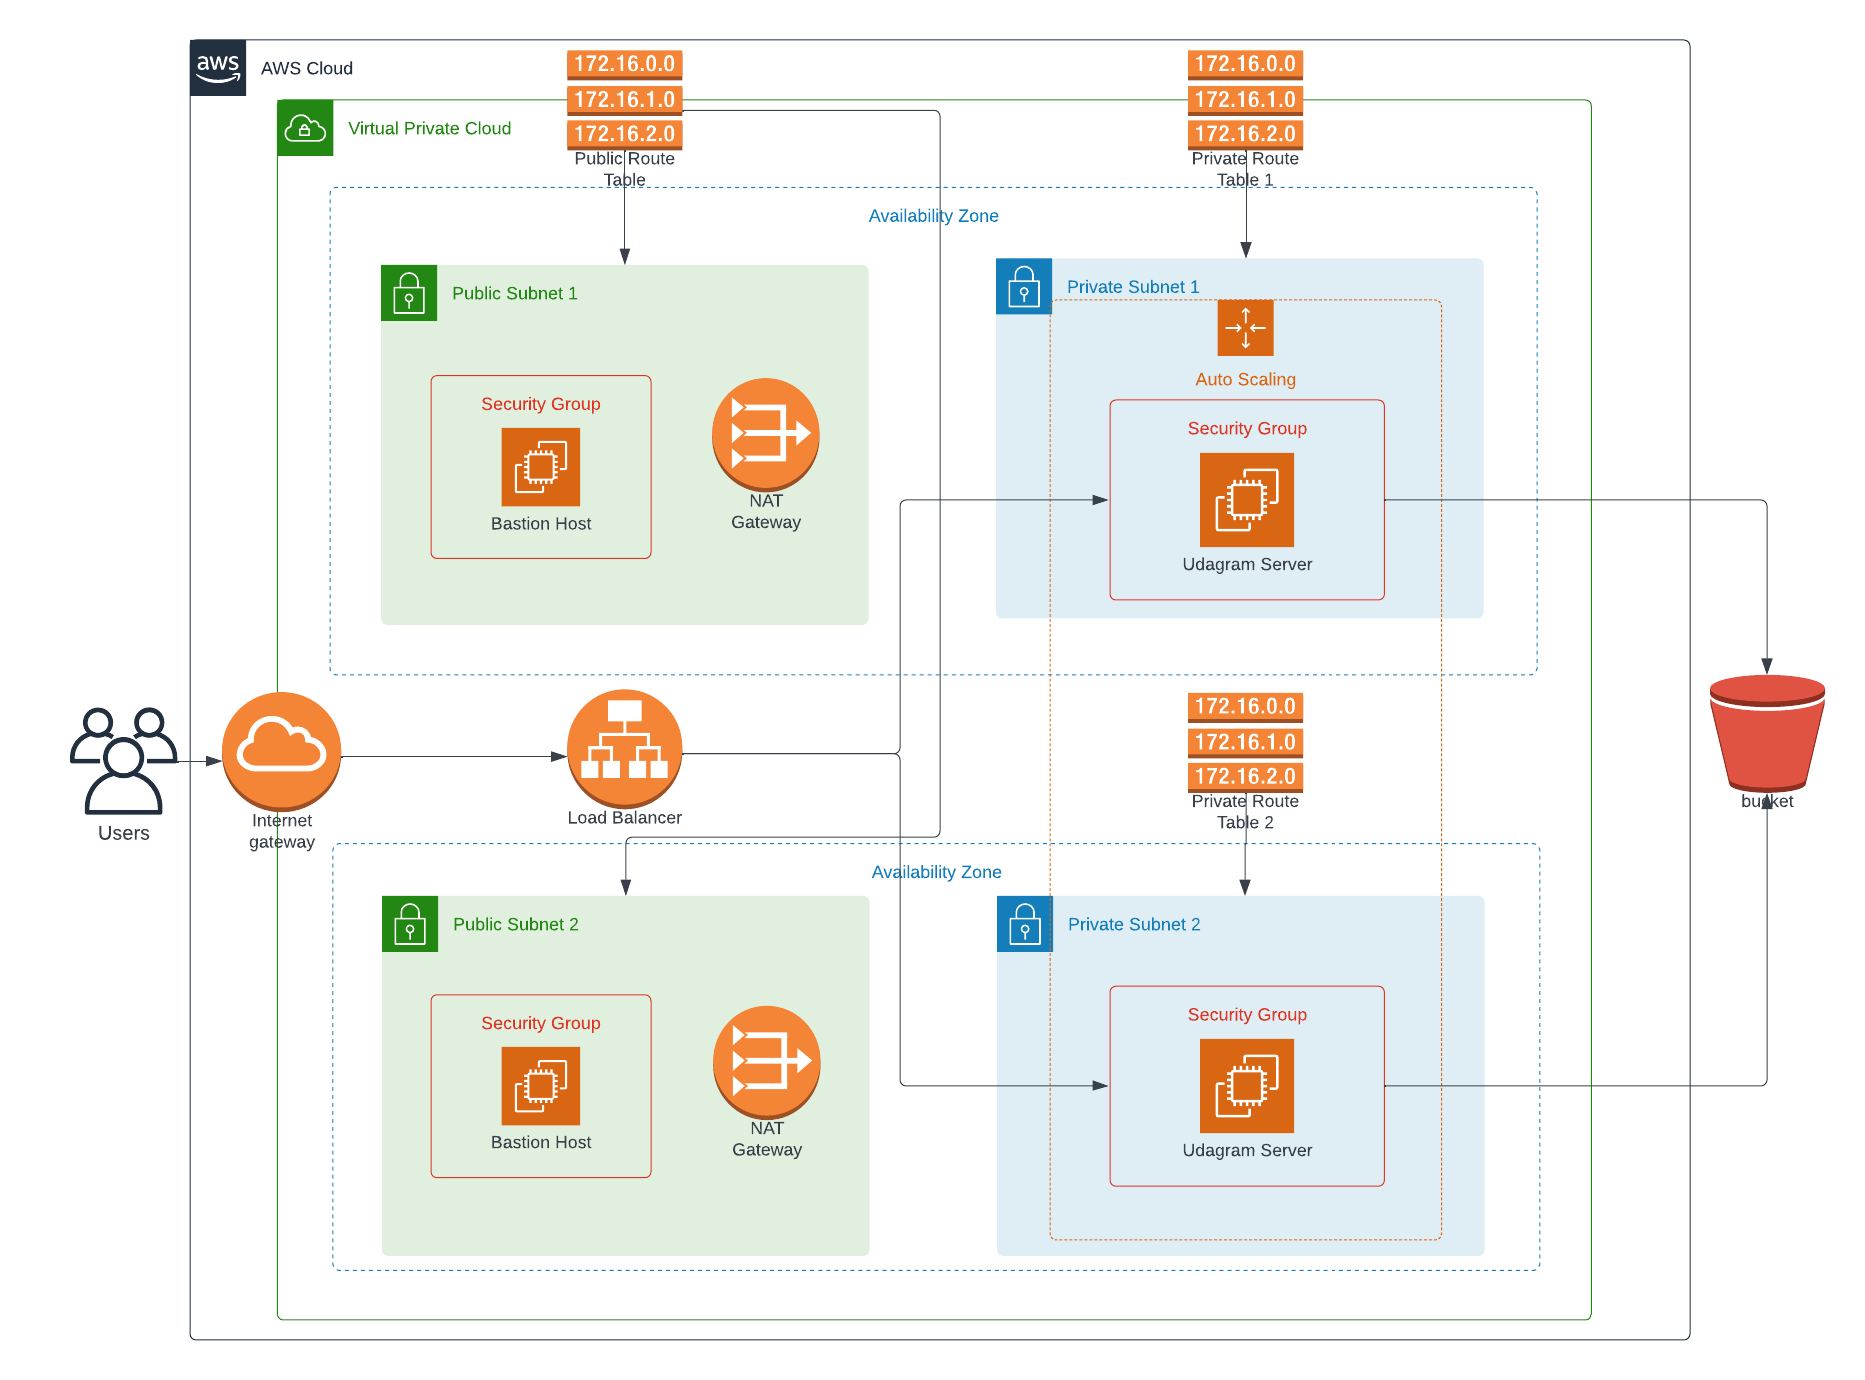 aws
AWS Cloud
172.16.0.0
172.16.1.0
172.16.2.0
Public Route
Table
172.16.0.0
172.16.1.0
172.16.2.0
Private Route
Table 1
Virtual Private Cloud
Availability Zone
Public Subnet 1
Security Group
Bastion Host
NAT
Gateway
Private Subnet 1
Auto Scaling
Security Group
Udagram Server
Users
Internet
gateway
Load Balancer
172.16.0.0
172.16.1.0
172.16.2.0
Private Route
Table 2
bucket
Availability Zone
Public Subnet 2
Security Group
Bastion Host
NAT
Gateway
Private Subnet 2
Security Group
Udagram Server